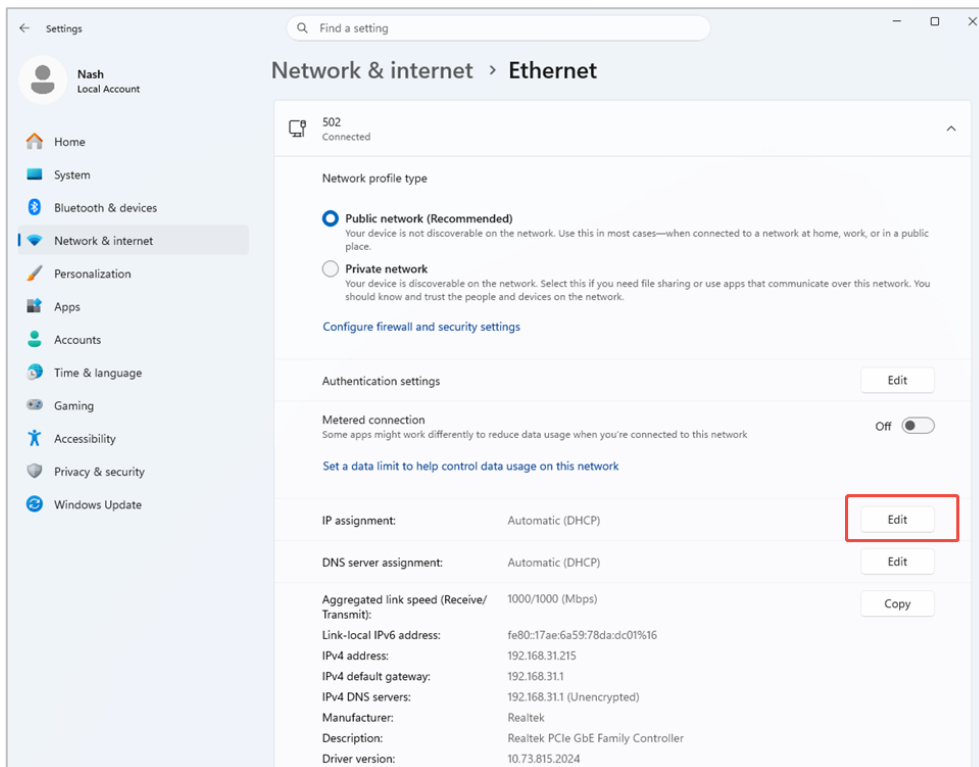 Settings
Find a setting
Nash
Local Account
Home
System
Bluetooth & devices
Network & internet
Personalization
Apps
Accounts
Time & language
Gaming
Accessibility
Privacy & security
Windows Update
Network & internet > Ethernet
502
Connected
Network profile type
Public network (Recommended)
Your device is not discoverable on the network. Use this in most cases—when connected to a network at home, work, or in a public
place.
Private network
Your device is discoverable on the network. Select this if you need file sharing or use apps that communicate over this network. You
should know and trust the people and devices on the network.
Configure firewall and security settings
Authentication settings
Edit
Metered connection
Some apps might work differently to reduce data usage when you're connected to this network
Off
Set a data limit to help control data usage on this network
IP assignment: Automatic (DHCP) Edit
DNS server assignment: Automatic (DHCP) Edit
Aggregated link speed (Receive/ 1000/1000 (Mbps) Copy
Transmit):
Link-local IPv6 address: fe80::17ae:6a59:78da:dc01%16
IPv4 address: 192.168.31.215
IPv4 default gateway: 192.168.31.1
IPv4 DNS servers: 192.168.31.1 (Unencrypted)
Manufacturer: Realtek
Description: Realtek PCIe GbE Family Controller
Driver version: 10.73.815.2024